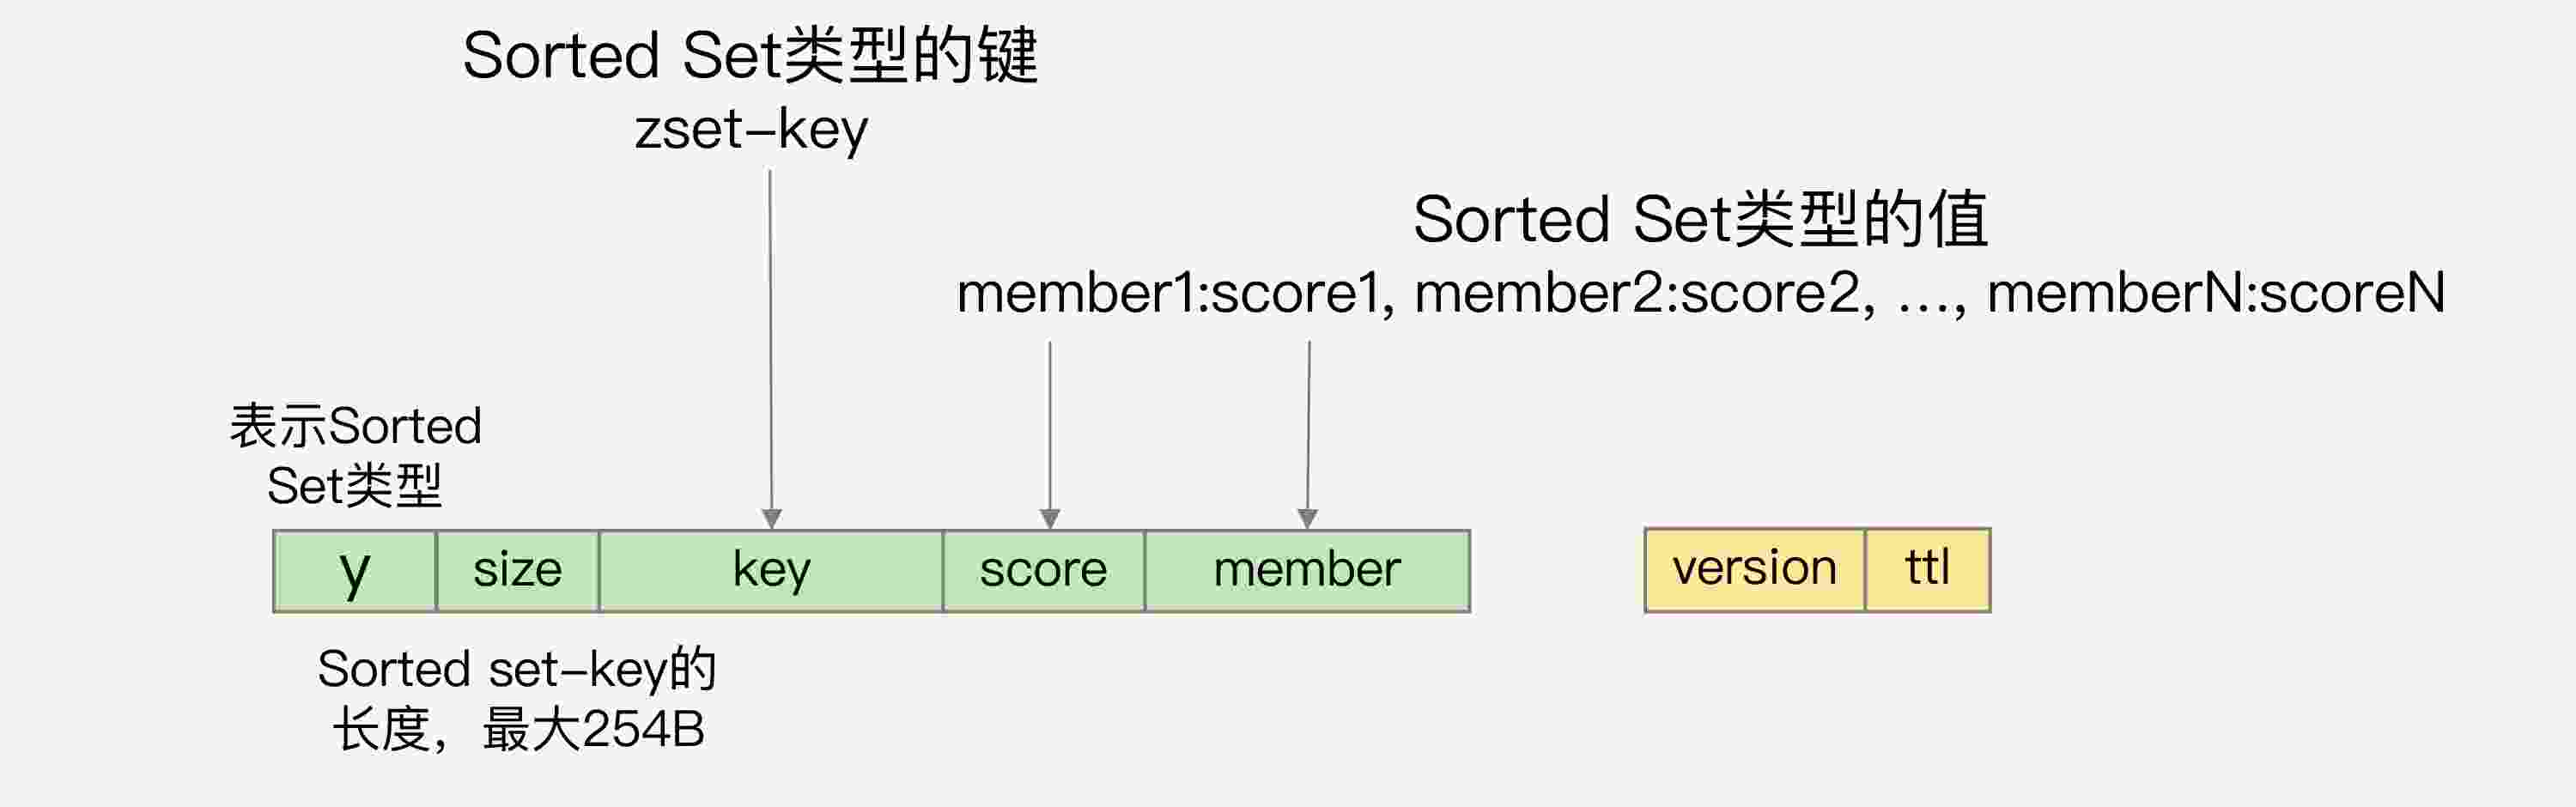 Sorted Set类型的键
zset-key
Sorted Set类型的值
member1:score1, member2:score2, ..., memberN:scoreN
表示Sorted
Set类型
y
size
key
score
member
version
ttl
Sorted set-key的
长度，最大254B